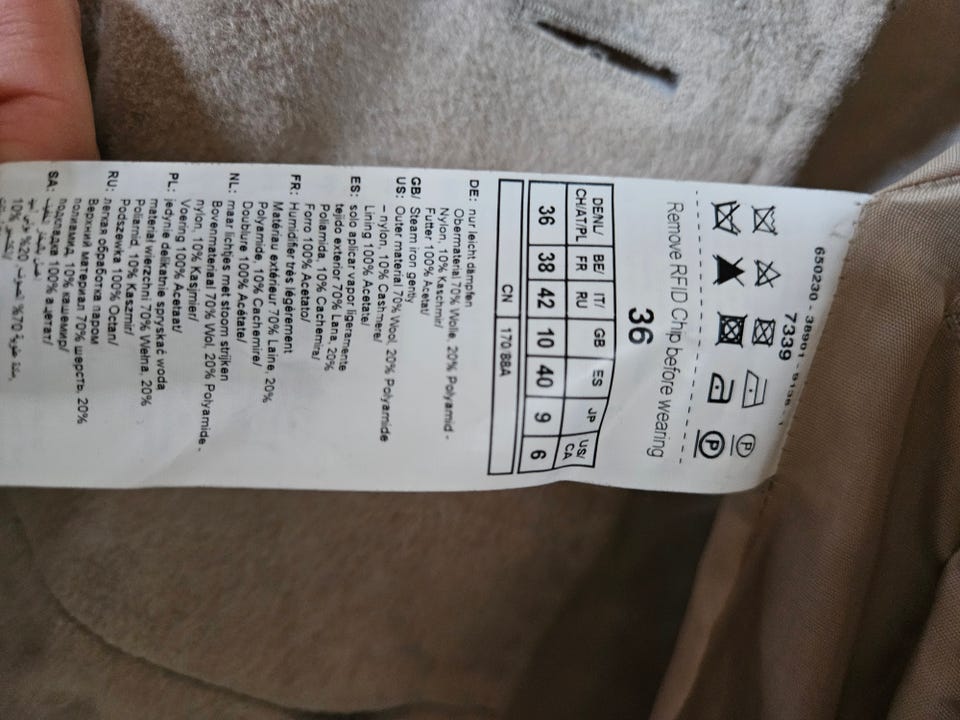 650230 - 38901
7339
P P
Remove RFID Chip before wearing
36
DE/NL/ BE/ IT/ GB ES JP US/
CH/AT/PL FR RU CA
36 38 42 10 40 9 6
CN 170 88A
DE: nur leicht dämpfen
Obermaterial 70% Wolle, 20% Polyamid -
Nylon, 10% Kaschmir/
Futter 100% Acetat/
GB/ Steam iron gently
US: Outer material 70% Wool, 20% Polyamide
- nylon, 10% Cashmere/
Lining 100% Acetate/
ES: solo aplicar vapor ligeramente
tejido exterior 70% Lana, 20%
Poliamida, 10% Cachemira/
Forro 100% Acetato/
FR: Humidifier très légèrement
Matériau extérieur 70% Laine, 20%
Polyamide, 10% Cachemire/
Doublure 100% Acétate/
NL: maar lichtjes met stoom strijken
Bovenmateriaal 70% Wol, 20% Polyamide -
nylon, 10% Kasjmier/
Voering 100% Acetaat/
PL: jedynie delikatnie spryskać woda
materiał wierzchni 70% Wełna, 20%
Poliamid, 10% Kaszmir/
Podszewka 100% Octan/
RU: легкая обработка паром
Верхний материал 70% шерсть, 20%
полиамид, 10% кашемир/
подкладка 100% ацетат/
SA: